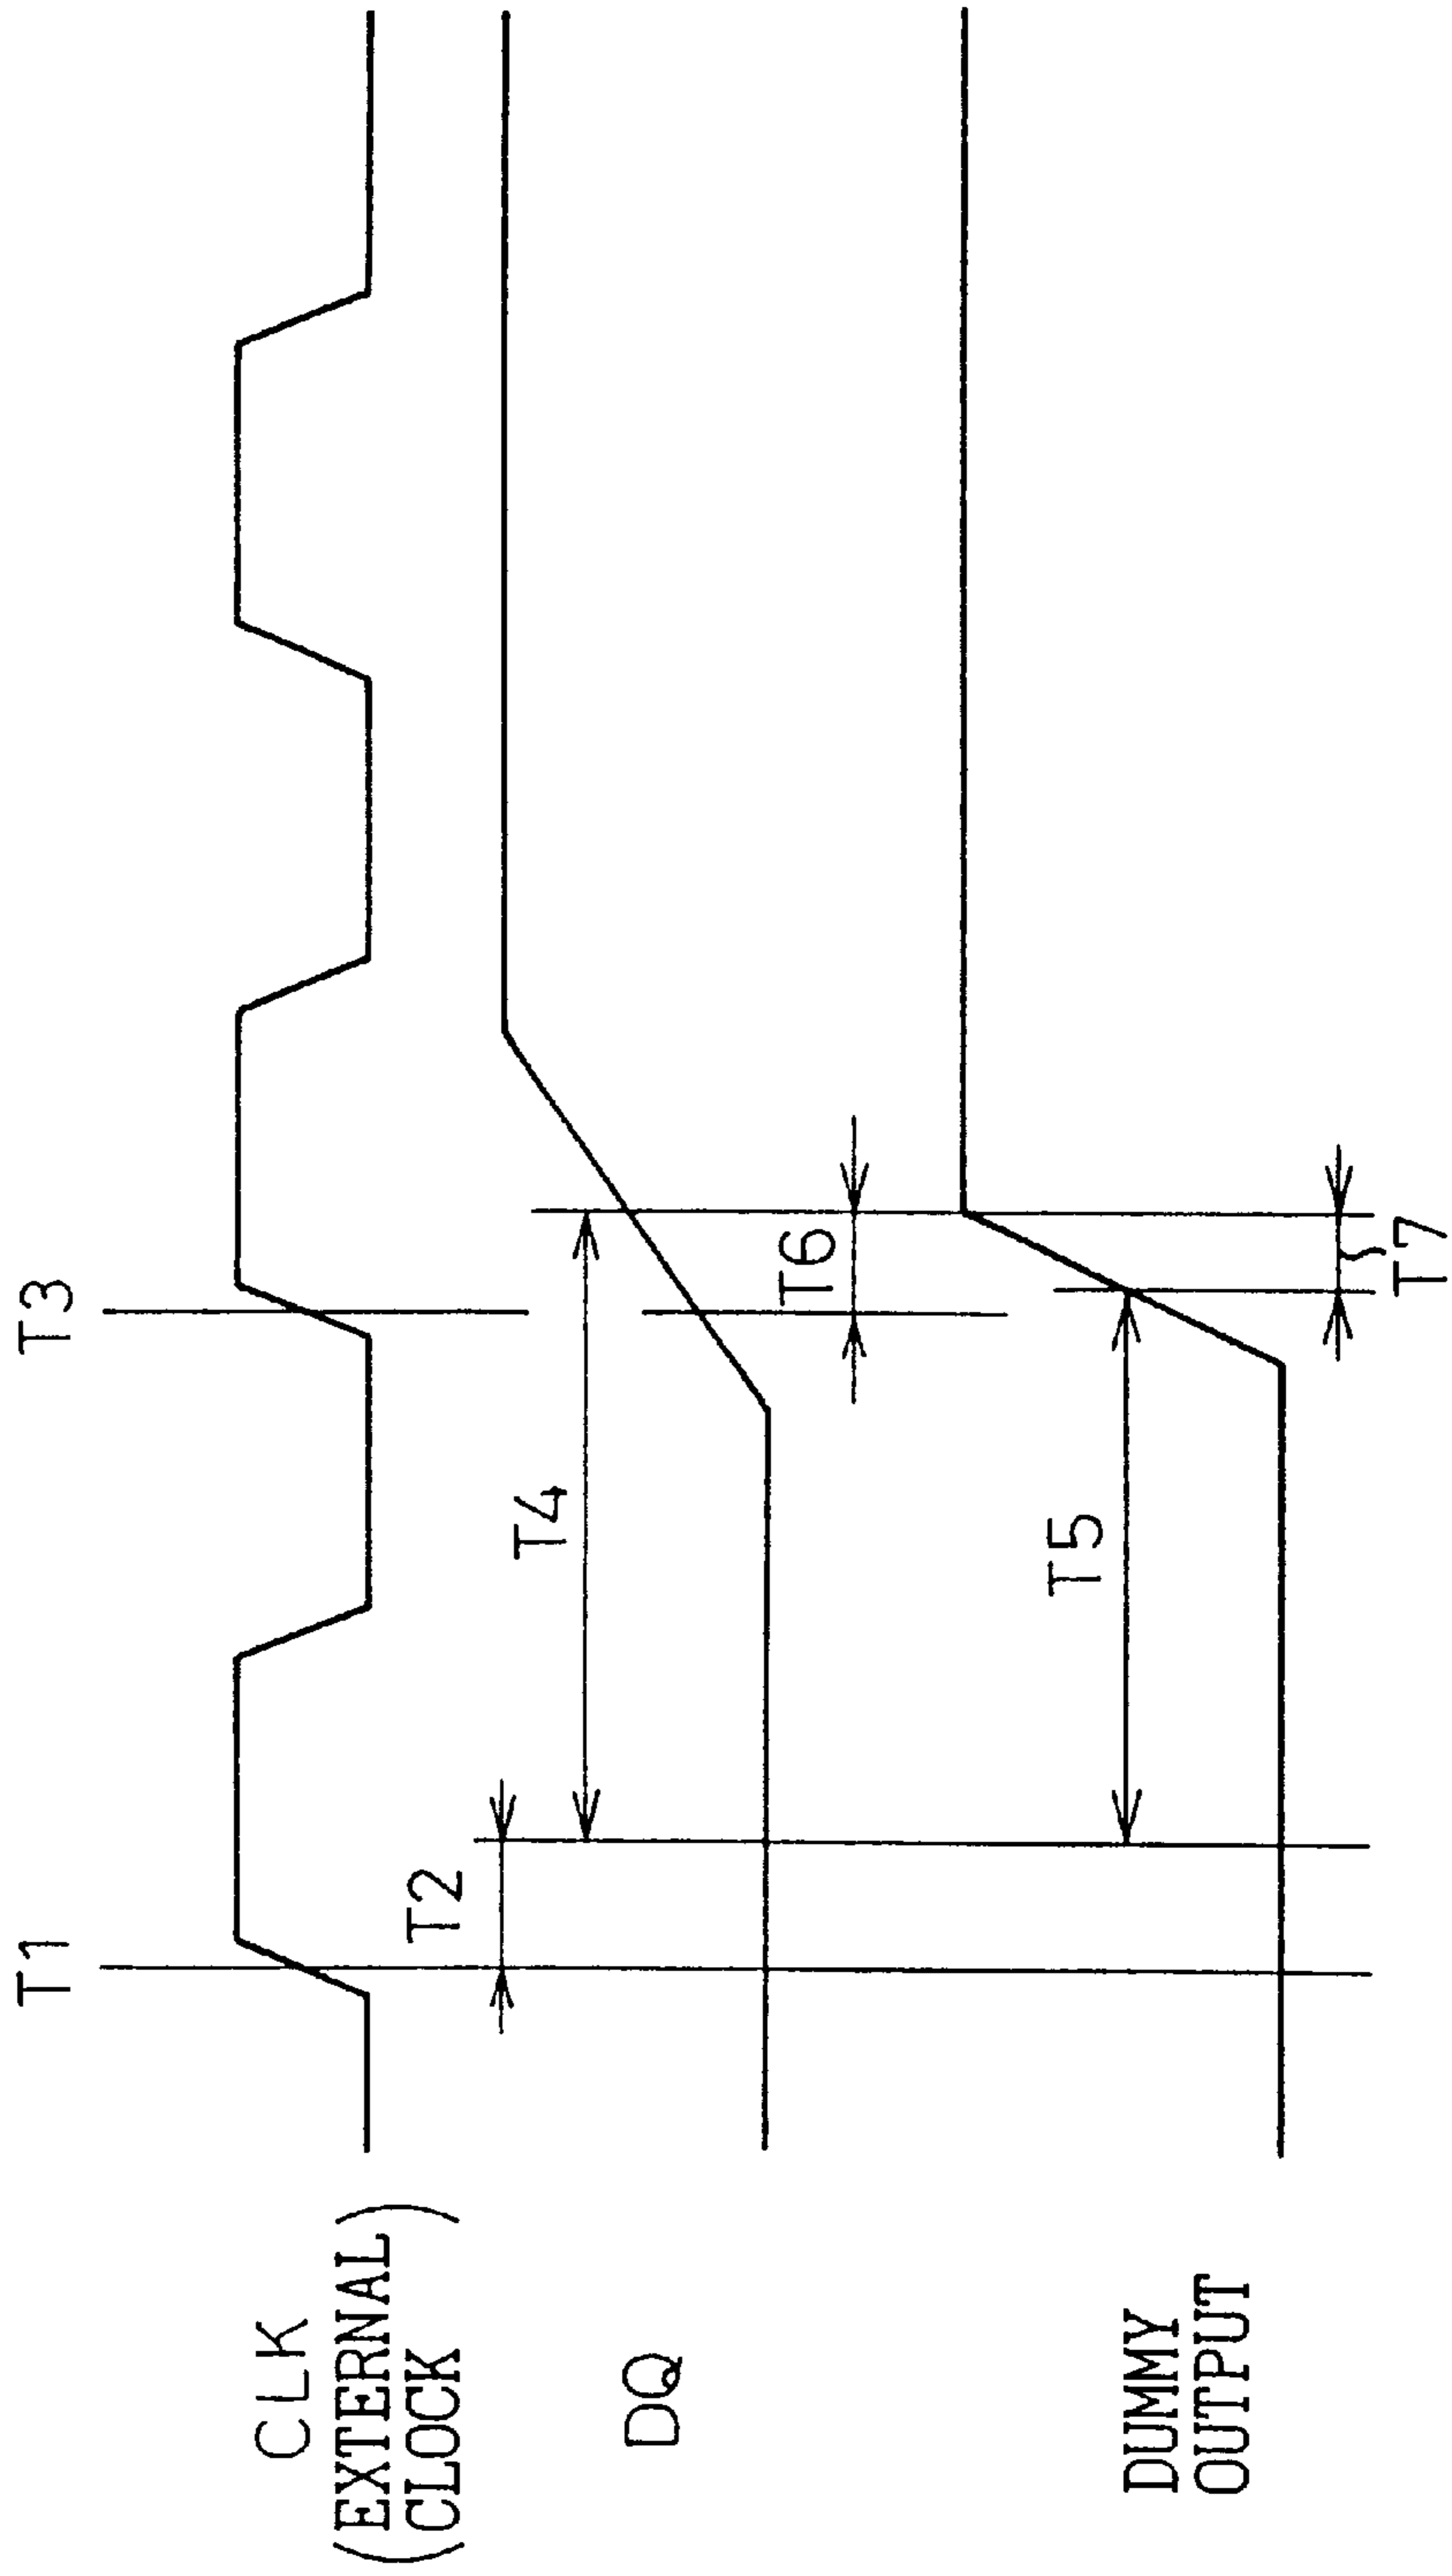 T1
T3
CLK
(EXTERNAL
CLOCK)
T2
T4
DQ
T6
T5
DUMMY
OUTPUT
T7